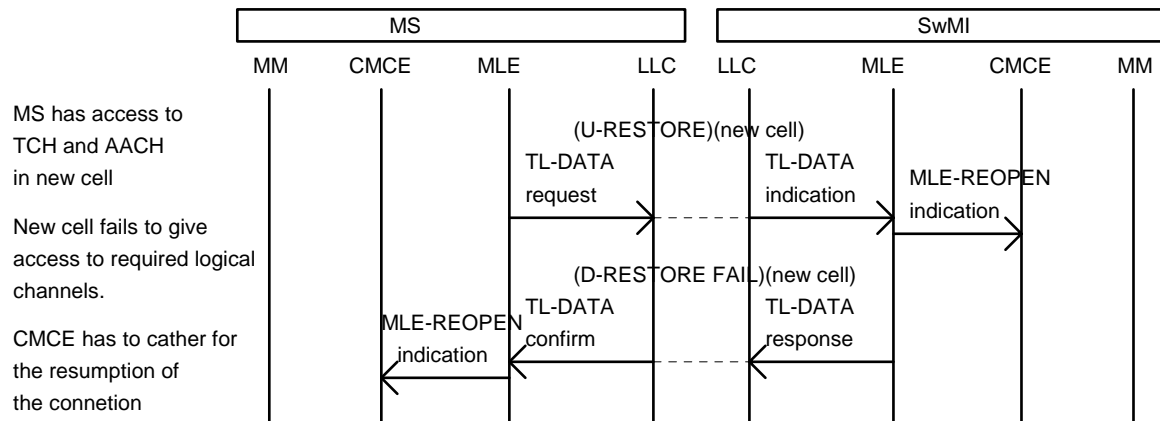 MS SwMI
MM CMCE MLE LLC LLC MLE CMCE MM
MS has access to
TCH and AACH
in new cell
(U-RESTORE)(new cell)
TL-DATA
request
TL-DATA
indication
MLE-REOPEN
indication
New cell fails to give
access to required logical
channels.
(D-RESTORE FAIL)(new cell)
CMCE has to cather for
the resumption of
the connetion
MLE-REOPEN
indication
TL-DATA
confirm
TL-DATA
response